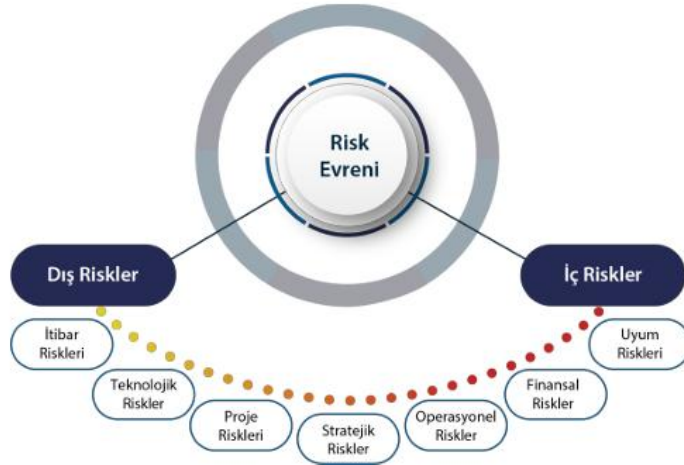 Risk
Evreni
Dış Riskler
İç Riskler
İtibar
Riskleri
Teknolojik
Riskler
Proje
Riskleri
Stratejik
Riskler
Operasyonel
Riskler
Finansal
Riskler
Uyum
Riskleri